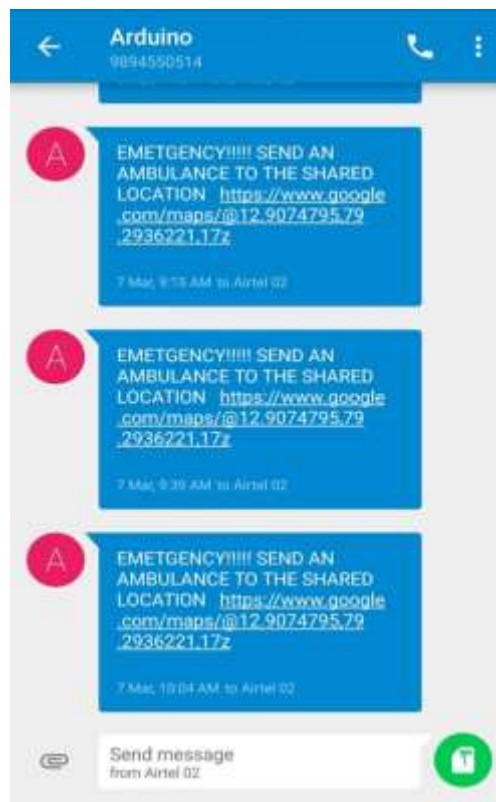 Arduino
9894550514
A
EMETGENCY!!!!! SEND AN
AMBULANCE TO THE SHARED
LOCATION https://www.google
.com/maps/@12.9074795,79
.2936221,17z
7 Mar, 9:15 AM to Airtel 02
A
EMETGENCY!!!!! SEND AN
AMBULANCE TO THE SHARED
LOCATION https://www.google
.com/maps/@12.9074795,79
.2936221,17z
7 Mar, 9:39 AM to Airtel 02
A
EMETGENCY!!!!! SEND AN
AMBULANCE TO THE SHARED
LOCATION https://www.google
.com/maps/@12.9074795,79
.2936221,17z
7 Mar, 10:04 AM to Airtel 02
Send message
from Airtel 02